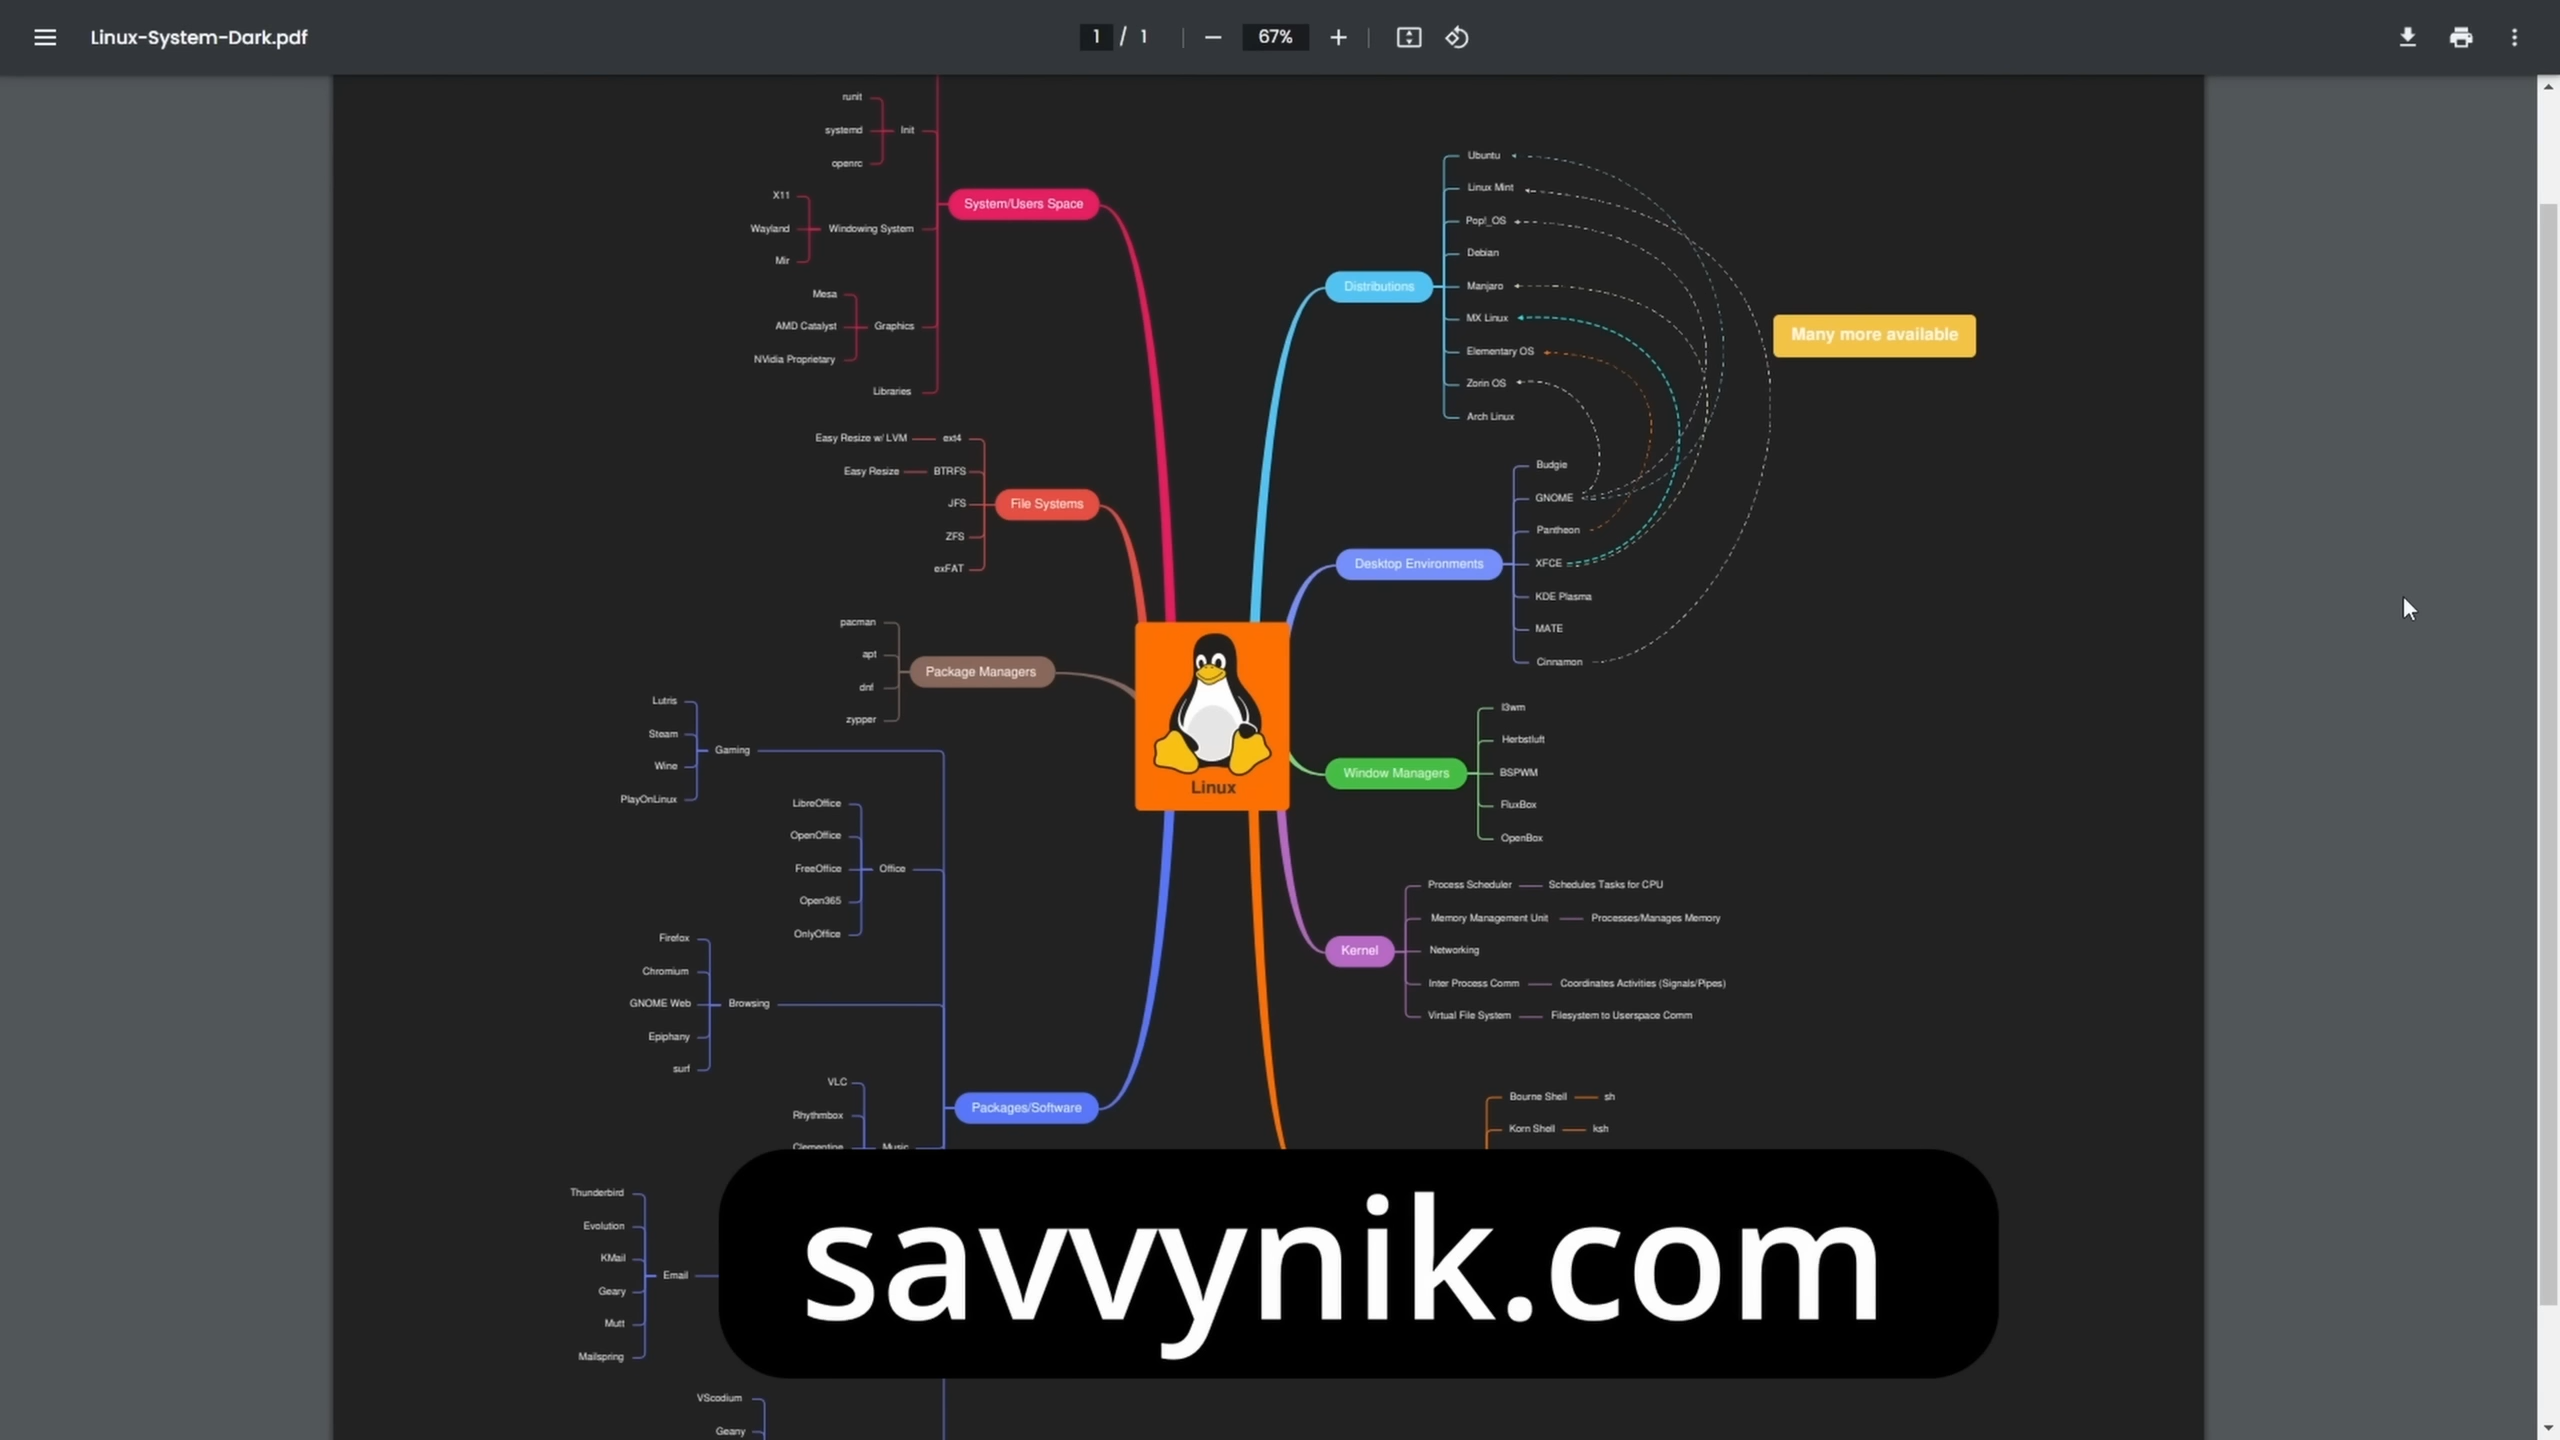 Linux-System-Dark.pdf
1 / 1
67%
runit
systemd
Init
openrc
X11
Wayland
Windowing System
Mir
Mesa
AMD Catalyst
Graphics
NVidia Proprietary
Libraries
System/Users Space
Easy Resize w/ LVM
ext4
Easy Resize
BTRFS
JFS
ZFS
exFAT
File Systems
pacman
apt
dnf
zypper
Package Managers
Lutris
Steam
Wine
PlayOnLinux
Gaming
LibreOffice
OpenOffice
FreeOffice
Open365
OnlyOffice
Office
Firefox
Chromium
GNOME Web
Epiphany
surf
Browsing
VLC
Rhythmbox
Clementine
Music
Packages/Software
Thunderbird
Evolution
KMail
Geary
Mutt
Mailspring
Email
VScodium
Geany
Linux
Distributions
Ubuntu
Linux Mint
Pop!_OS
Debian
Manjaro
MX Linux
Elementary OS
Zorin OS
Arch Linux
Many more available
Desktop Environments
Budgie
GNOME
Pantheon
XFCE
KDE Plasma
MATE
Cinnamon
Window Managers
I3wm
Herbstluft
BSPWM
FluxBox
OpenBox
Kernel
Process Scheduler
Schedules Tasks for CPU
Memory Management Unit
Processes/Manages Memory
Networking
Inter Process Comm
Coordinates Activities (Signals/Pipes)
Virtual File System
Filesystem to Userspace Comm
Bourne Shell
sh
Korn Shell
ksh
savvynik.com